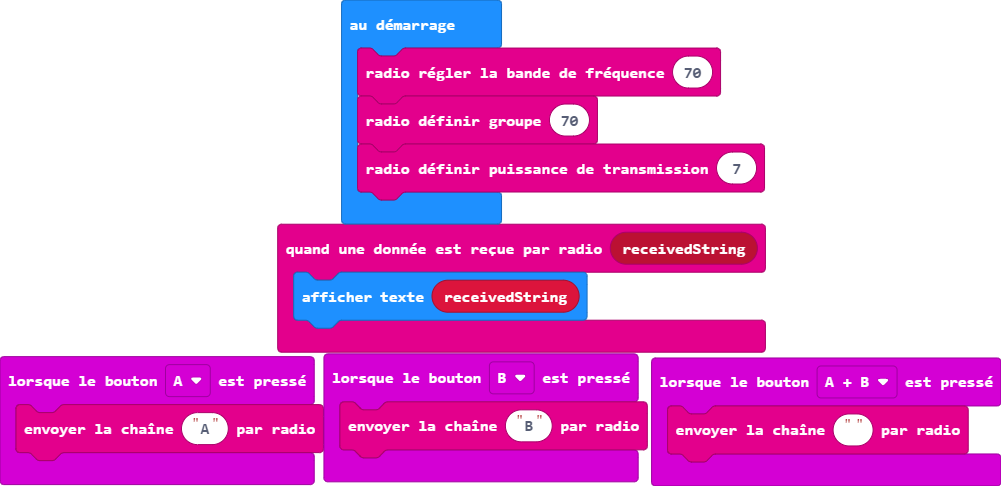 au démarrage
radio régler la bande de fréquence 70
radio définir groupe 70
radio définir puissance de transmission 7
quand une donnée est reçue par radio receivedString
afficher texte receivedString
lorsque le bouton A est pressé
envoyer la chaîne "A" par radio
lorsque le bouton B est pressé
envoyer la chaîne "B" par radio
lorsque le bouton A + B est pressé
envoyer la chaîne " " par radio